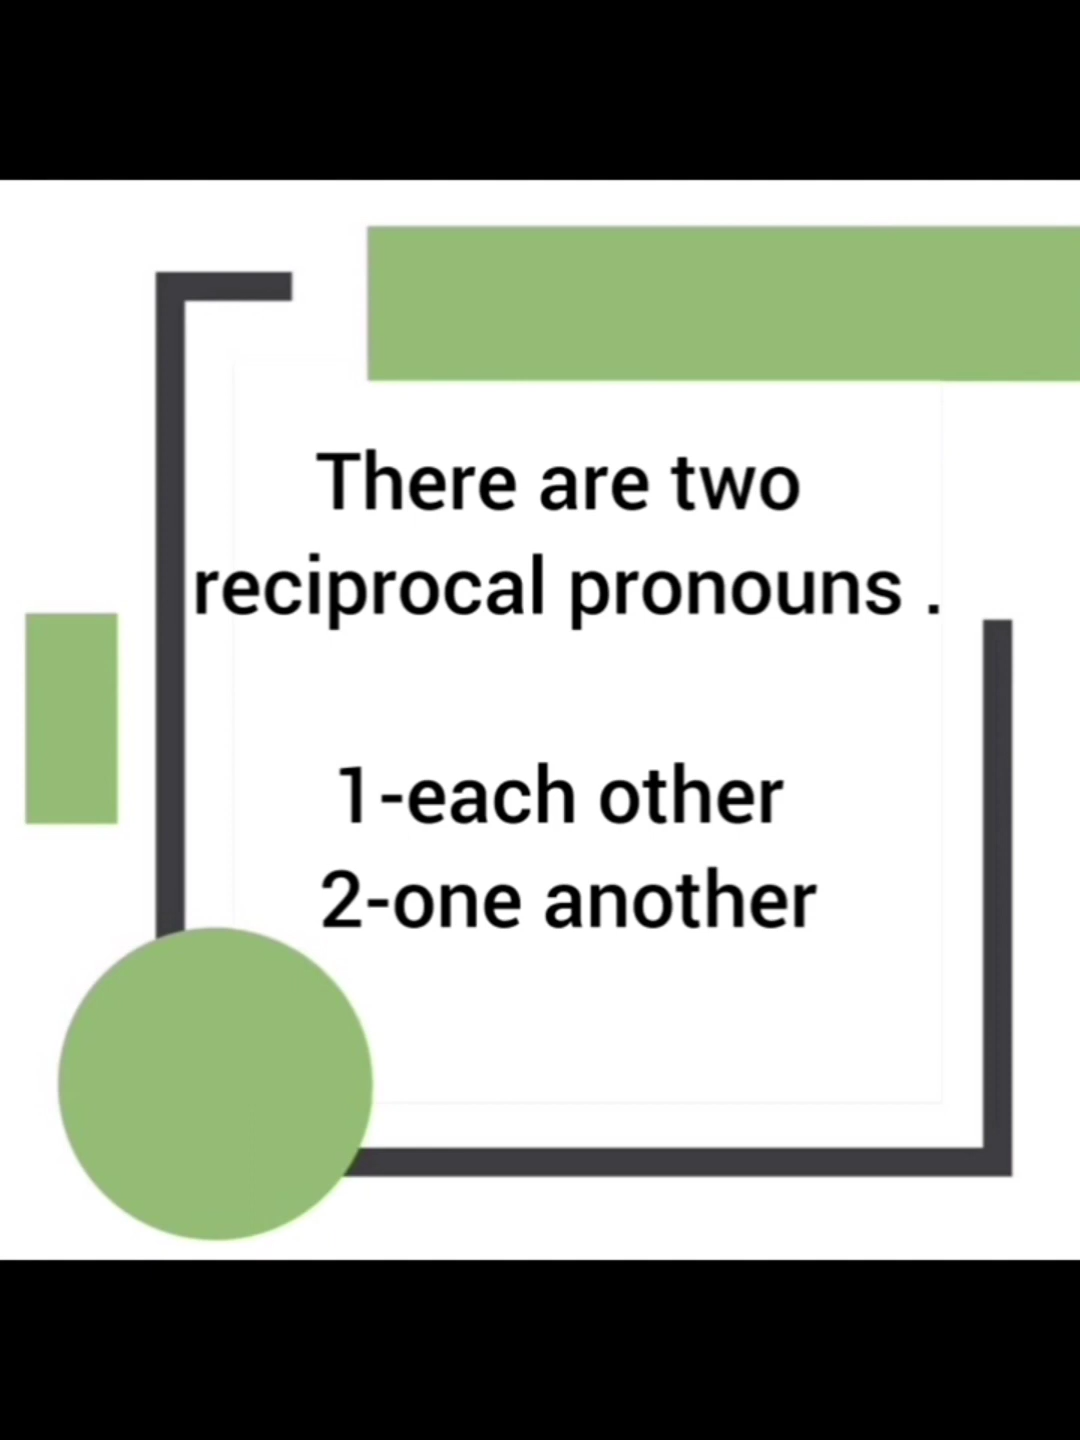 There are two
reciprocal pronouns .
1-each other
2-one another